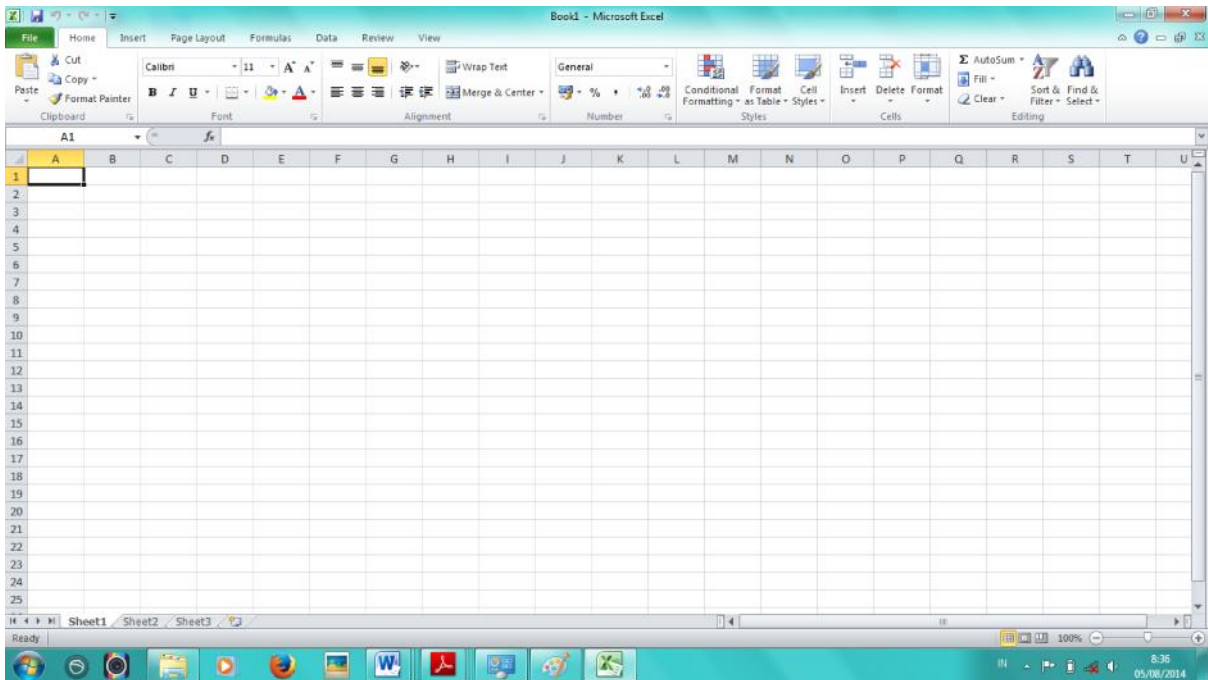 Book1 - Microsoft Excel
File Home Insert Page Layout Formulas Data Review View
Paste
Cut
Copy
Format Painter
Clipboard
Calibri 11
B I U
Font
Wrap Text
Merge & Center
Alignment
General
% ,
Number
Conditional Formatting
Format as Table
Cell Styles
Styles
Insert Delete Format
Cells
Σ AutoSum
Fill
Clear
Sort & Filter
Find & Select
Editing
A1 fx
A B C D E F G H I J K L M N O P Q R S T U
1
2
3
4
5
6
7
8
9
10
11
12
13
14
15
16
17
18
19
20
21
22
23
24
25
Sheet1 Sheet2 Sheet3
Ready 100%
IN 8:36
05/08/2014